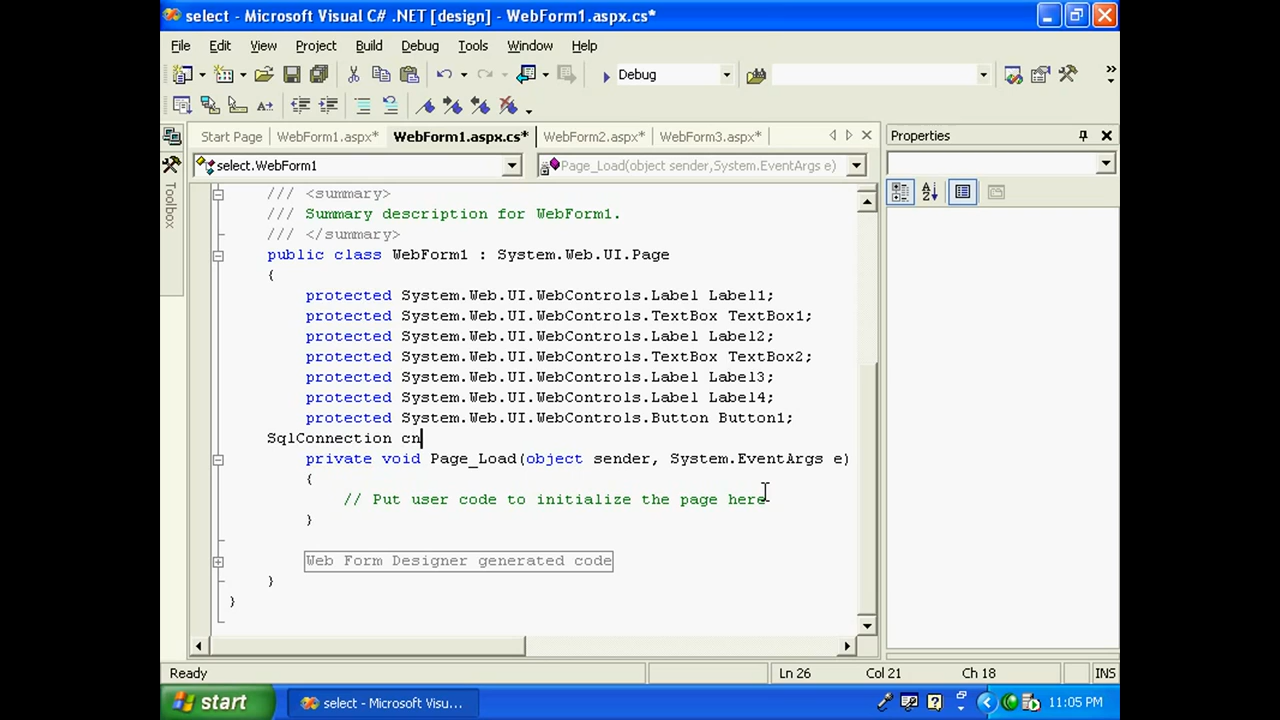 select - Microsoft Visual C# .NET [design] - WebForm1.aspx.cs*
File Edit View Project Build Debug Tools Window Help
Debug
Start Page WebForm1.aspx* WebForm1.aspx.cs* WebForm2.aspx* WebForm3.aspx* Properties
select.WebForm1 Page_Load(object sender,System.EventArgs e)
Toolbox
/// <summary>
/// Summary description for WebForm1.
/// </summary>
public class WebForm1 : System.Web.UI.Page
{
protected System.Web.UI.WebControls.Label Label1;
protected System.Web.UI.WebControls.TextBox TextBox1;
protected System.Web.UI.WebControls.Label Label2;
protected System.Web.UI.WebControls.TextBox TextBox2;
protected System.Web.UI.WebControls.Label Label3;
protected System.Web.UI.WebControls.Label Label4;
protected System.Web.UI.WebControls.Button Button1;
SqlConnection cn
private void Page_Load(object sender, System.EventArgs e)
{
// Put user code to initialize the page here
}
Web Form Designer generated code
}
}
Ready Ln 26 Col 21 Ch 18 INS
start select - Microsoft Visu... 11:05 PM